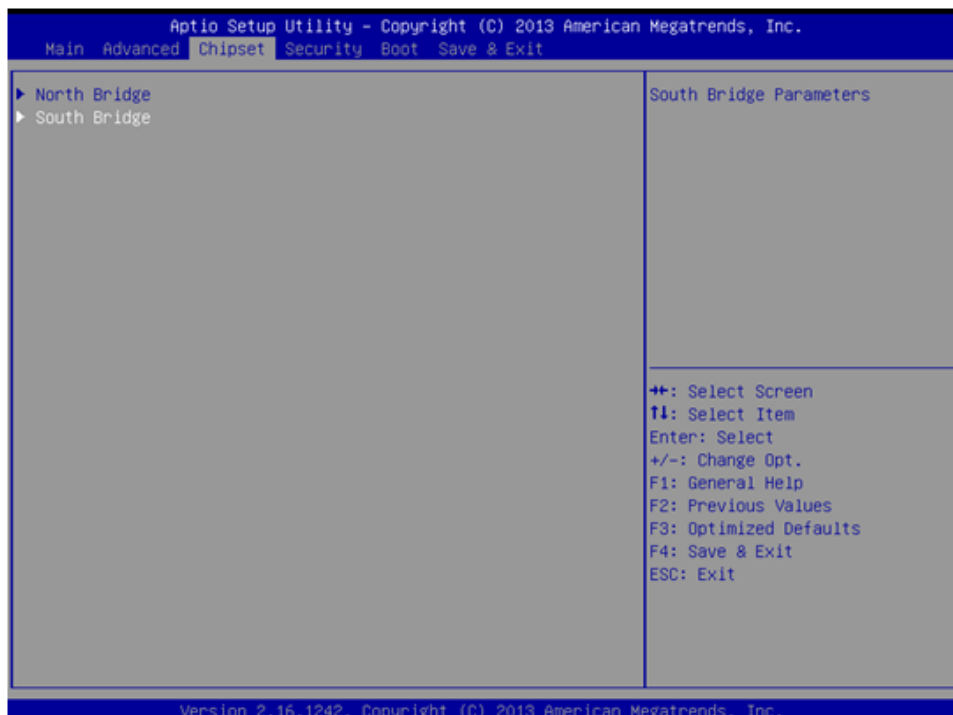 Aptio Setup Utility – Copyright (C) 2013 American Megatrends, Inc.
Main Advanced Chipset Security Boot Save & Exit
North Bridge
South Bridge
South Bridge Parameters
→←: Select Screen
↑↓: Select Item
Enter: Select
+/-: Change Opt.
F1: General Help
F2: Previous Values
F3: Optimized Defaults
F4: Save & Exit
ESC: Exit
Version 2.16.1242. Copyright (C) 2013 American Megatrends, Inc.